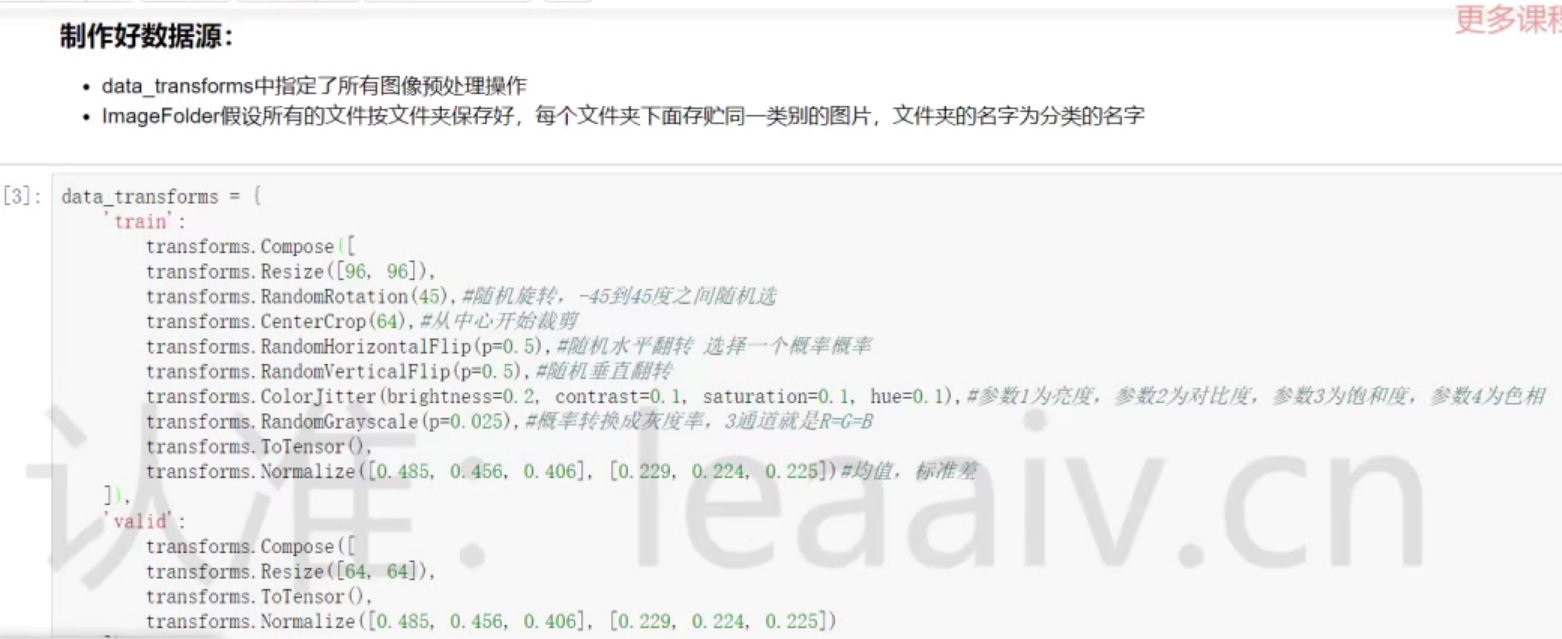 更多课程
制作好数据源：
• data_transforms中指定了所有图像预处理操作
• ImageFolder假设所有的文件按文件夹保存好，每个文件夹下面存贮同一类别的图片，文件夹的名字为分类的名字
[3]: data_transforms = {
    'train':
        transforms.Compose([
        transforms.Resize([96, 96]),
        transforms.RandomRotation(45),#随机旋转，-45到45度之间随机选
        transforms.CenterCrop(64),#从中心开始裁剪
        transforms.RandomHorizontalFlip(p=0.5),#随机水平翻转 选择一个概率概率
        transforms.RandomVerticalFlip(p=0.5),#随机垂直翻转
        transforms.ColorJitter(brightness=0.2, contrast=0.1, saturation=0.1, hue=0.1),#参数1为亮度，参数2为对比度，参数3为饱和度，参数4为色相
        transforms.RandomGrayscale(p=0.025),#概率转换成灰度率，3通道就是R=G=B
        transforms.ToTensor(),
        transforms.Normalize([0.485, 0.456, 0.406], [0.229, 0.224, 0.225])#均值，标准差
    ]),
    'valid':
        transforms.Compose([
        transforms.Resize([64, 64]),
        transforms.ToTensor(),
        transforms.Normalize([0.485, 0.456, 0.406], [0.229, 0.224, 0.225])
认准：leaaiv.cn